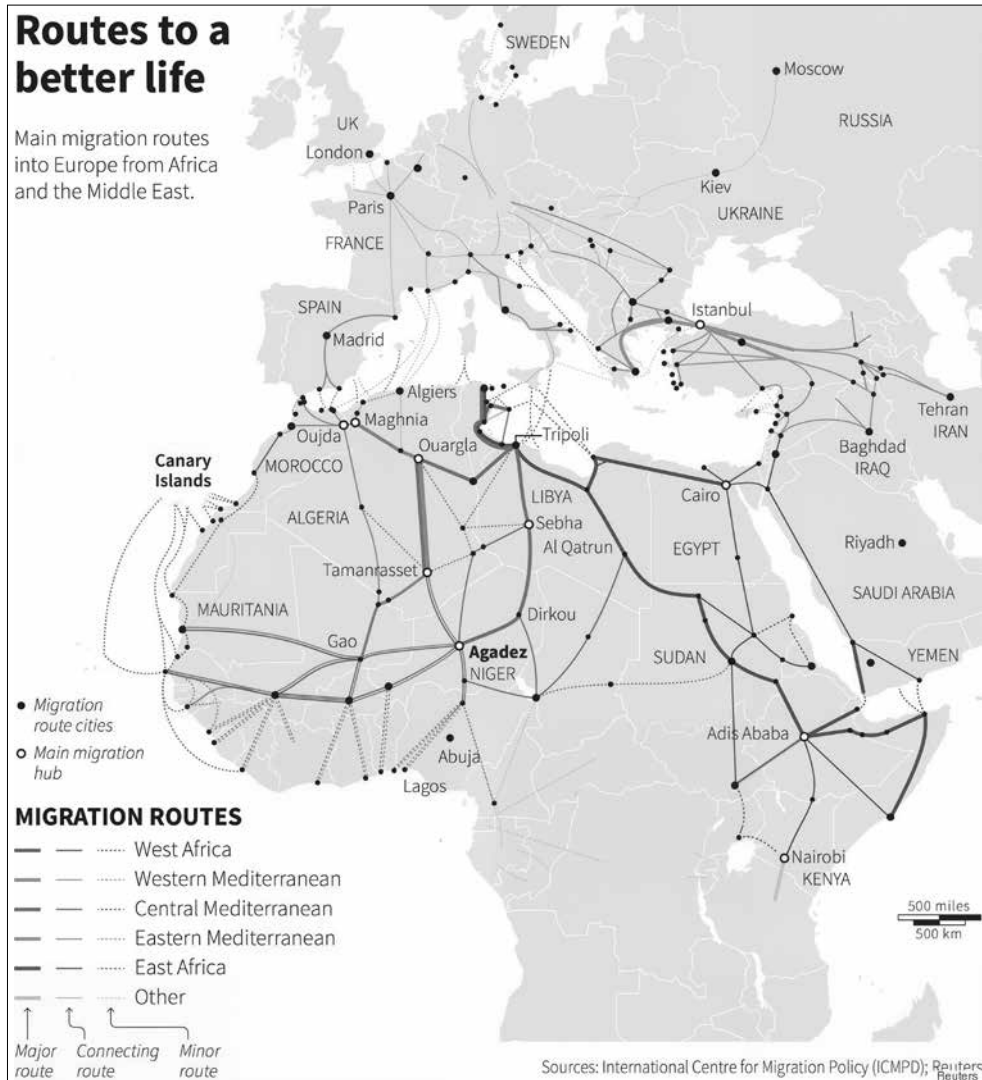 Routes to a
better life
Main migration routes
into Europe from Africa
and the Middle East.
SWEDEN
Moscow
RUSSIA
UK
London
Kiev
UKRAINE
Paris
FRANCE
SPAIN
Madrid
Istanbul
Algiers
Maghnia
Oujda
Ouargla
Tripoli
Tehran
IRAN
Baghdad
IRAQ
MOROCCO
Canary
Islands
LIBYA
Cairo
ALGERIA
Sebha
Al Qatrun
EGYPT
Riyadh
Tamanrasset
SAUDI ARABIA
MAURITANIA
Dirkou
Gao
Agadez
NIGER
SUDAN
YEMEN
Migration
route cities
Main migration
hub
Adis Ababa
Abuja
Lagos
Nairobi
KENYA
MIGRATION ROUTES
West Africa
Western Mediterranean
Central Mediterranean
Eastern Mediterranean
East Africa
Other
Major
route
Connecting
route
Minor
route
500 miles
500 km
Sources: International Centre for Migration Policy (ICMPD); Reuters
Reuters